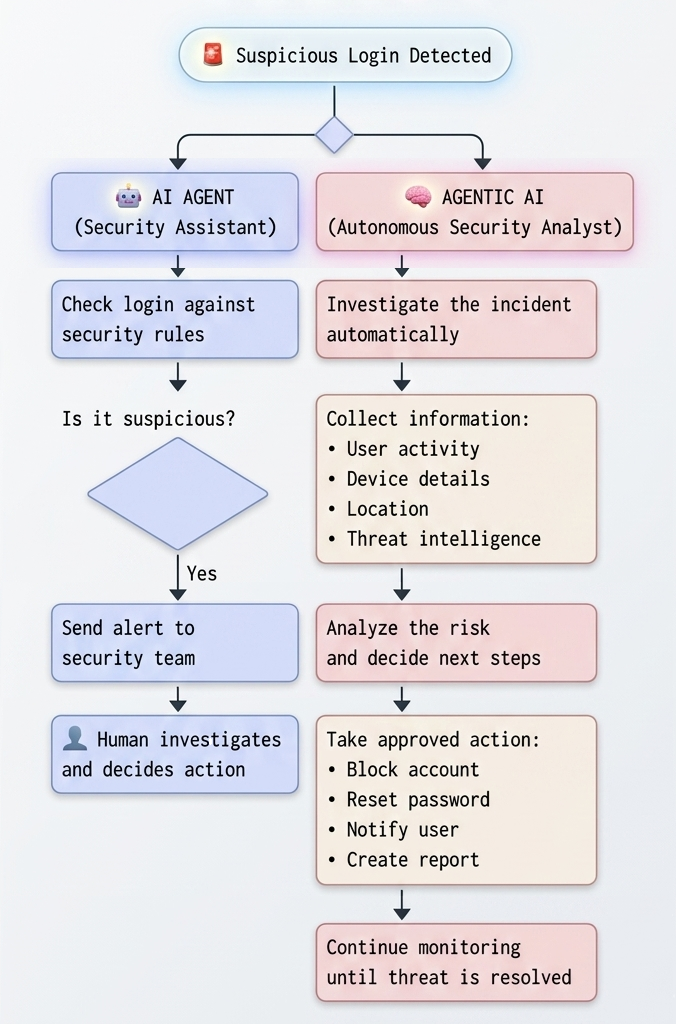 Suspicious Login Detected
AI AGENT
(Security Assistant)
Check login against
security rules
Is it suspicious?
Yes
Send alert to
security team
Human investigates
and decides action
AGENTIC AI
(Autonomous Security Analyst)
Investigate the incident
automatically
Collect information:
• User activity
• Device details
• Location
• Threat intelligence
Analyze the risk
and decide next steps
Take approved action:
• Block account
• Reset password
• Notify user
• Create report
Continue monitoring
until threat is resolved